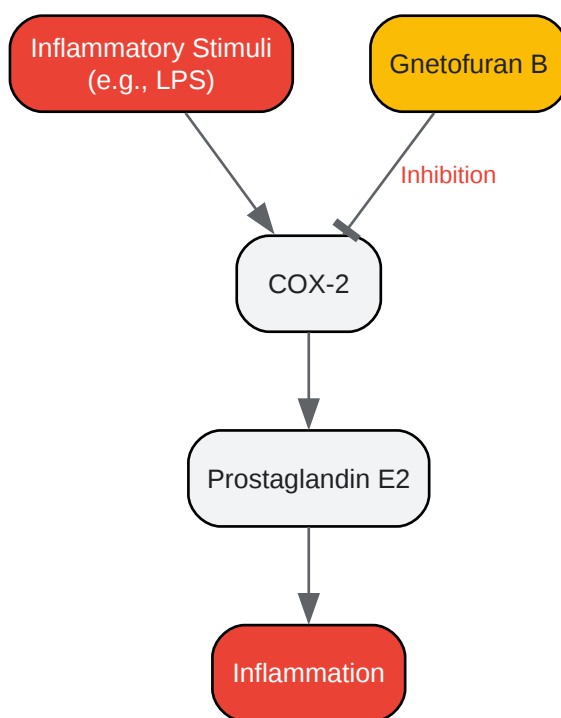 Inflammatory Stimuli
(e.g., LPS)
Gnetofuran B
Inhibition
COX-2
Prostaglandin E2
Inflammation